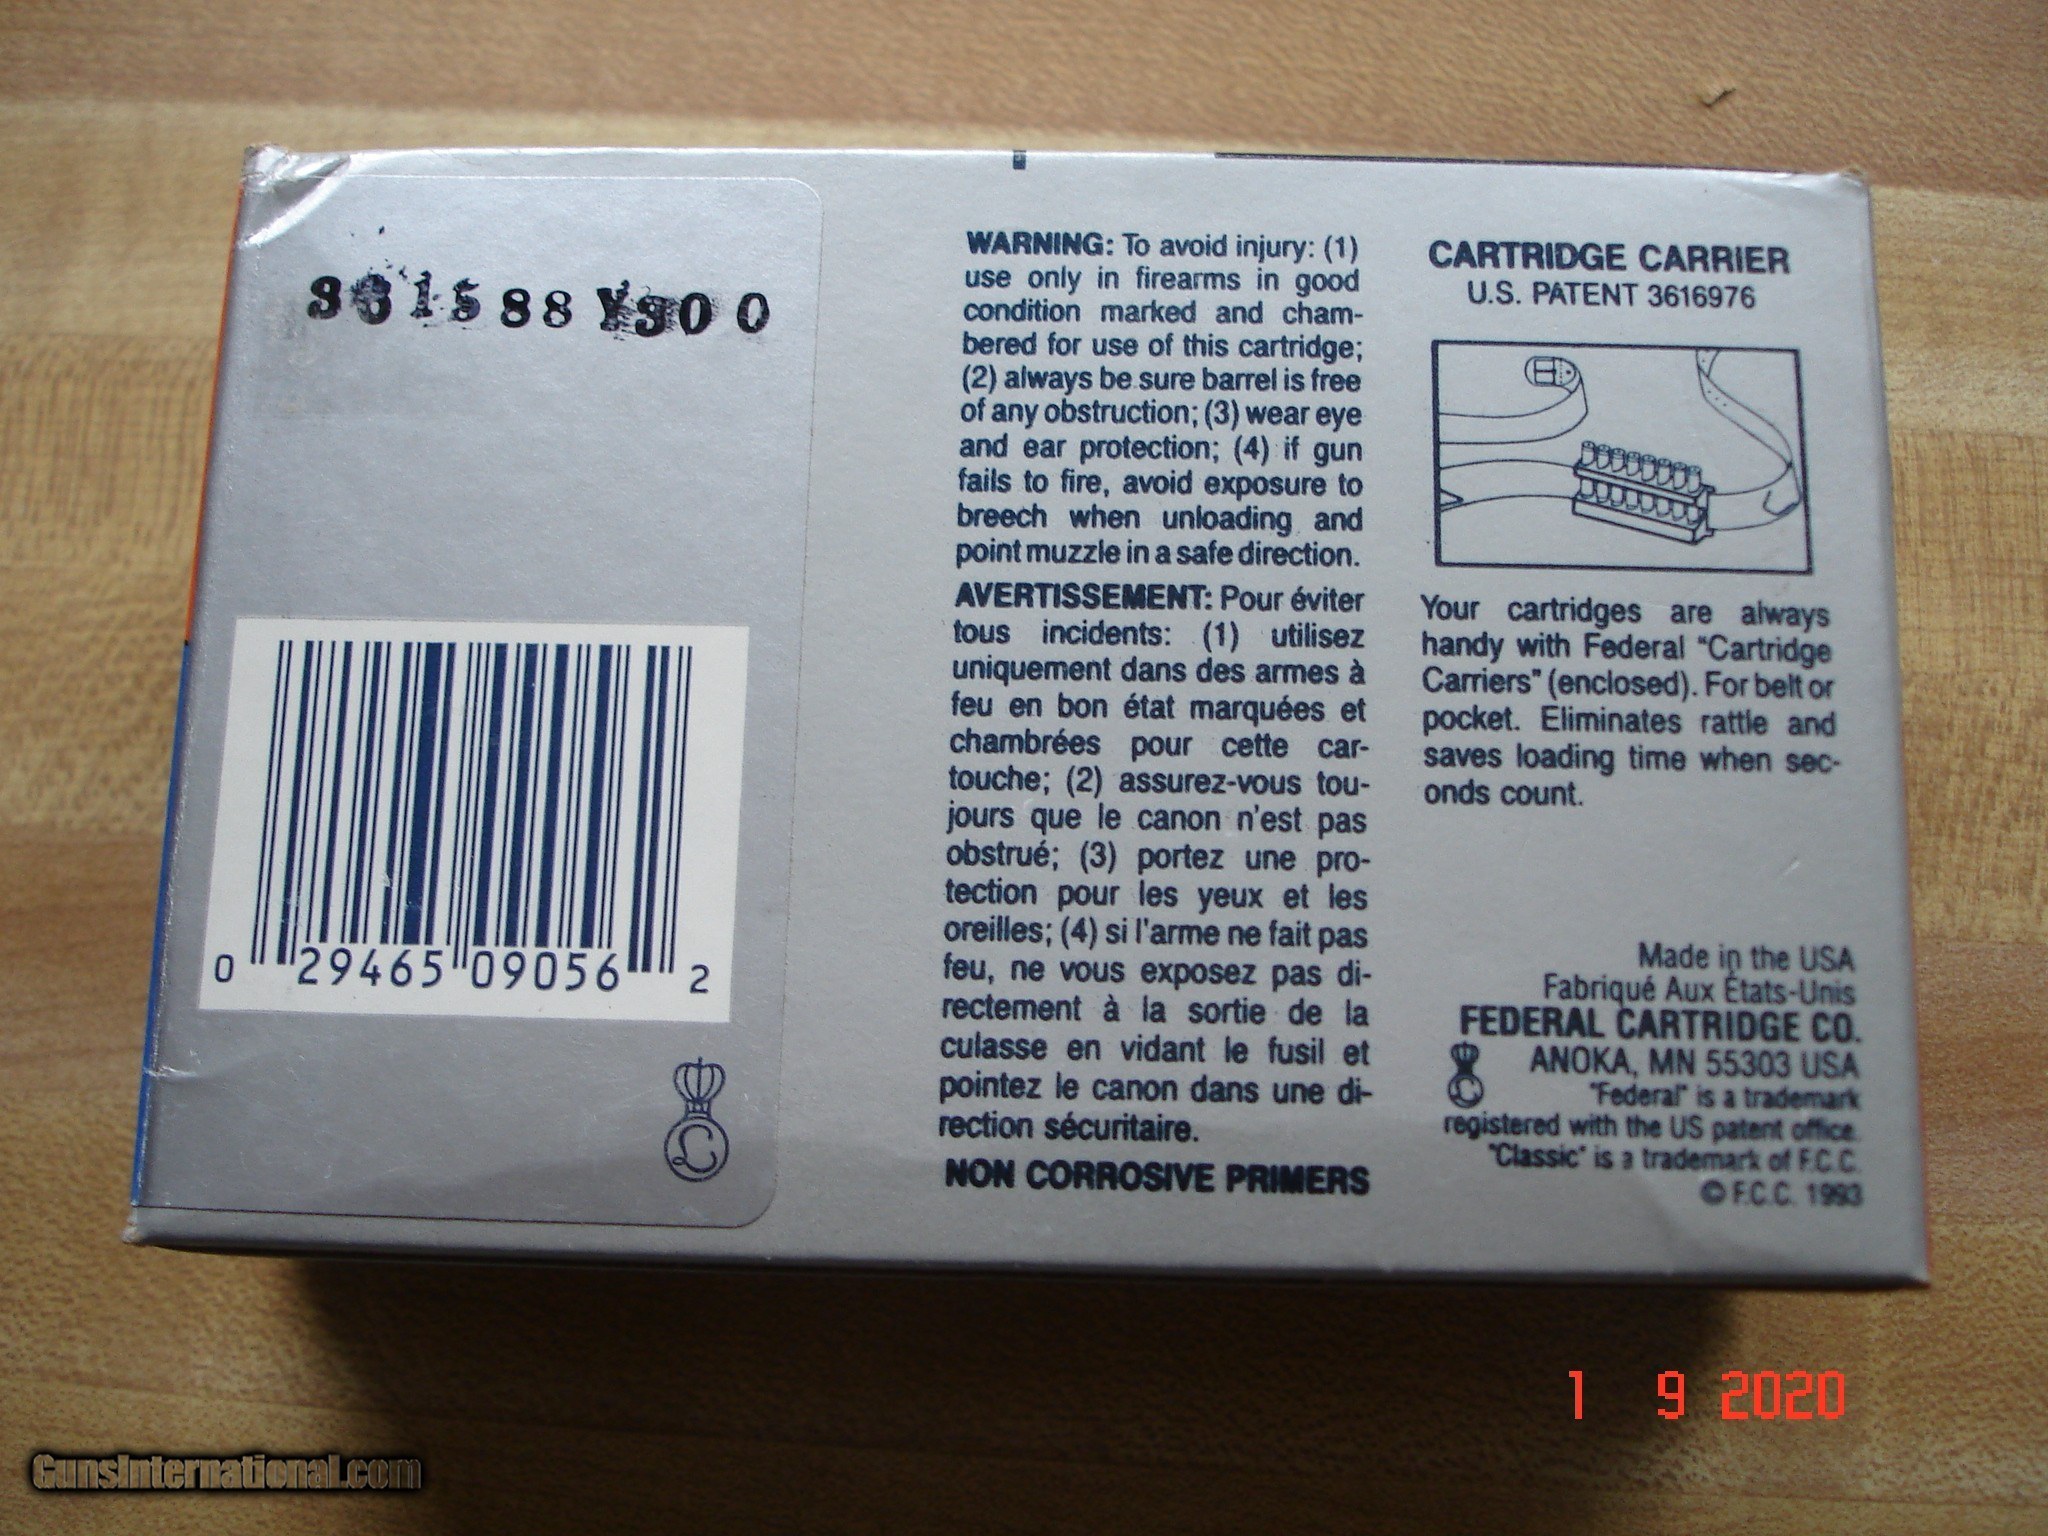 WARNING: To avoid injury: (1)
use only in firearms in good
condition marked and cham-
bered for use of this cartridge;
(2) always be sure barrel is free
of any obstruction; (3) wear eye
and ear protection; (4) if gun
fails to fire, avoid exposure to
breech when unloading and
point muzzle in a safe direction.
AVERTISSEMENT: Pour éviter
tous incidents: (1) utilisez
uniquement dans des armes à
feu en bon état marquées et
chambrées pour cette car-
touche; (2) assurez-vous tou-
jours que le canon n'est pas
obstrué; (3) portez une pro-
tection pour les yeux et les
oreilles; (4) si l'arme ne fait pas
feu, ne vous exposez pas di-
rectement à la sortie de la
culasse en vidant le fusil et
pointez le canon dans une di-
rection sécuritaire.
NON CORROSIVE PRIMERS
CARTRIDGE CARRIER
U.S. PATENT 3616976
Your cartridges are always
handy with Federal "Cartridge
Carriers" (enclosed). For belt or
pocket. Eliminates rattle and
saves loading time when sec-
onds count.
Made in the USA
Fabriqué Aux États-Unis
FEDERAL CARTRIDGE CO.
ANOKA, MN 55303 USA
"Federal" is a trademark
registered with the US patent office.
"Classic" is a trademark of F.C.C.
© F.C.C. 1993
0 29465 09056 2
1 9 2020
GunsInternational.com